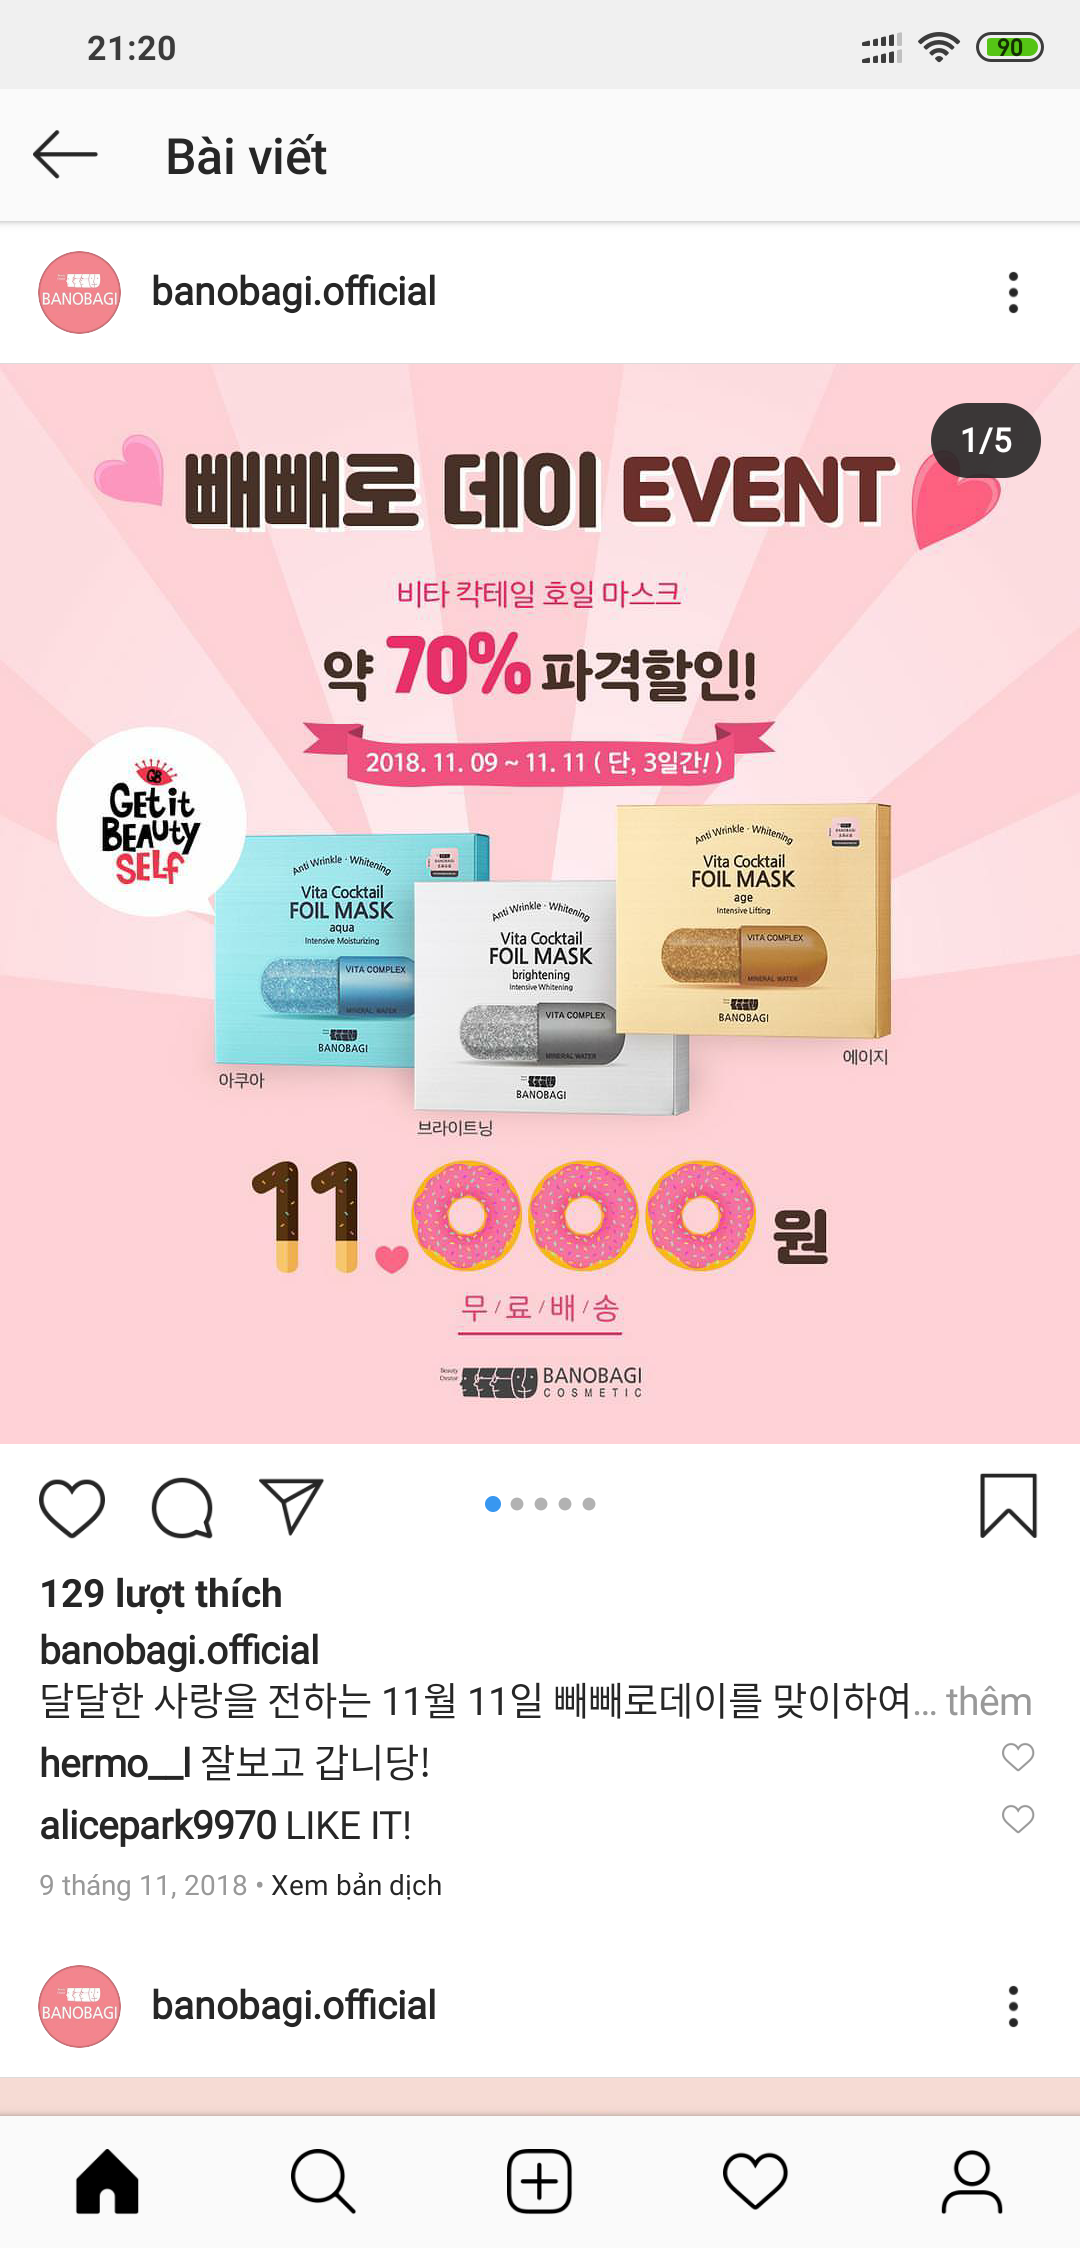 21:20
90
Bài viết
BANOBAGI
banobagi.official
1/5
빼빼로 데이 EVENT
비타 칵테일 호일 마스크
약 70% 파격할인!
2018. 11. 09 ~ 11. 11 ( 단, 3일간! )
GB
Get it
BEAUty
SELf
Anti Wrinkle · Whitening
Vita Cocktail
FOIL MASK
aqua
Intensive Moisturizing
VITA COMPLEX
MINERAL WATER
BANOBAGI
아쿠아
Anti Wrinkle · Whitening
Vita Cocktail
FOIL MASK
brightening
Intensive Whitening
VITA COMPLEX
MINERAL WATER
BANOBAGI
브라이트닝
Anti Wrinkle · Whitening
Vita Cocktail
FOIL MASK
age
Intensive Lifting
VITA COMPLEX
MINERAL WATER
BANOBAGI
에이지
11.000 원
무/료/배/송
Beauty
Doctor
BANOBAGI
COSMETIC
129 lượt thích
banobagi.official
달달한 사랑을 전하는 11월 11일 빼빼로데이를 맞이하여... thêm
hermo__l 잘보고 갑니당!
alicepark9970 LIKE IT!
9 tháng 11, 2018 • Xem bản dịch
BANOBAGI
banobagi.official